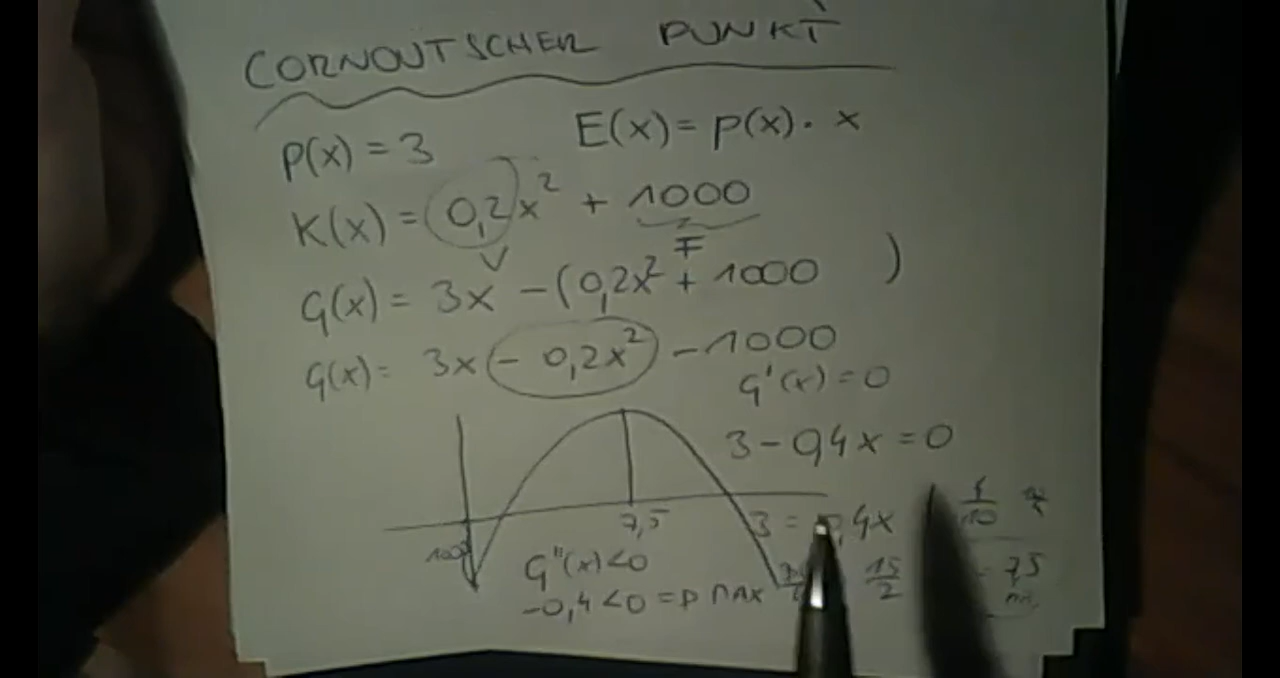 CORNOUTSCHER PUNKT
P(x) = 3
E(x) = p(x) · x
K(x) = 0,2x² + 1000
V
F
G(x) = 3x - (0,2x² + 1000 )
G(x) = 3x - 0,2x² - 1000
G'(x) = 0
3 - 0,4x = 0
7,5
3 = 0,4x
1000
G''(x) < 0
15/2
7,5
-0,4 < 0 => MAX